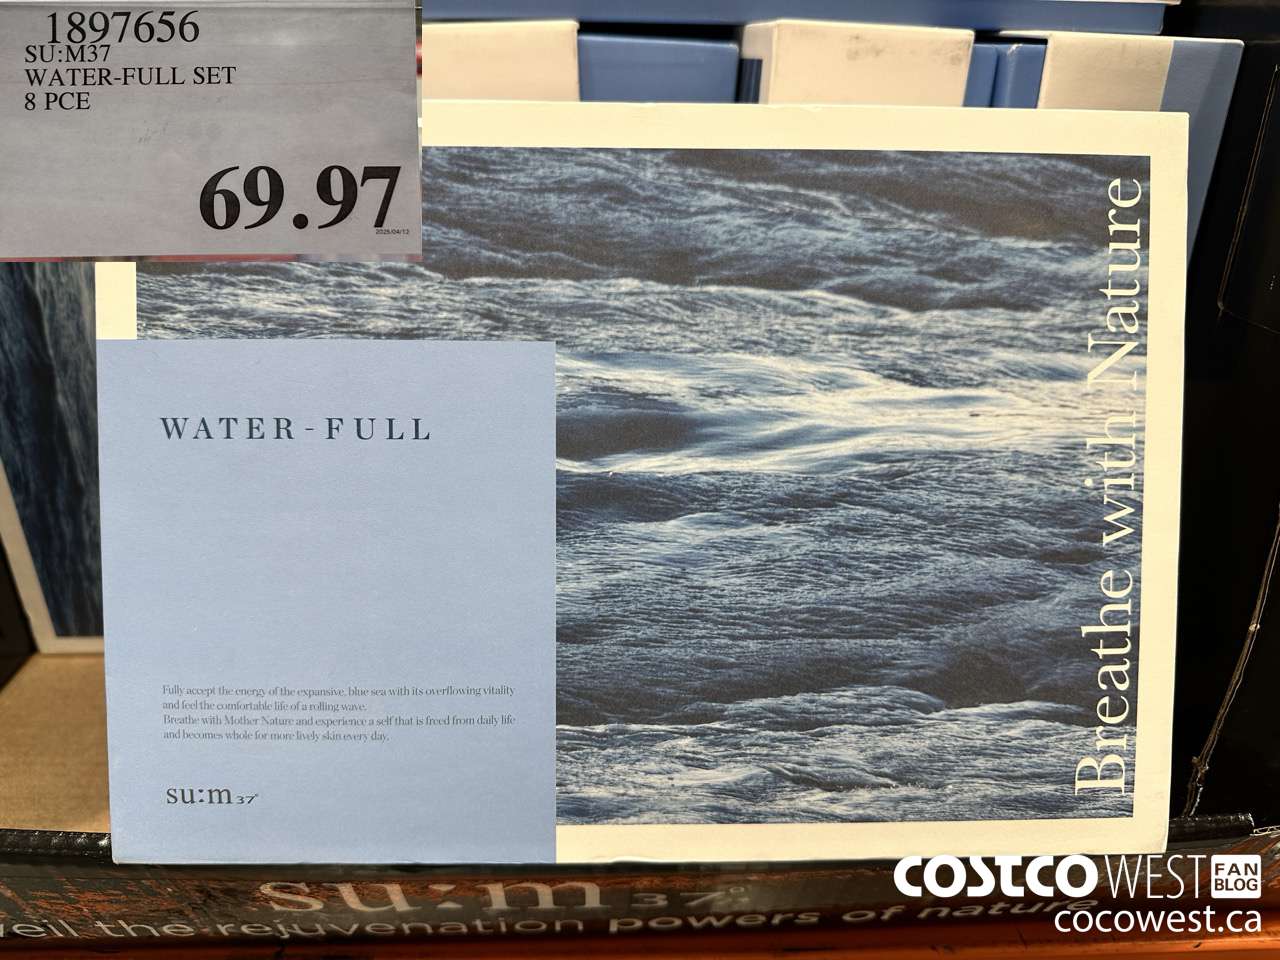 1897656
SU:M37
WATER-FULL SET
8 PCE
69.97
2025/04/12
Breathe with Nature
WATER-FULL
Fully accept the energy of the expansive, blue sea with its overflowing vitality
and feel the comfortable life of a rolling wave.
Breathe with Mother Nature and experience a self that is freed from daily life
and becomes whole for more lively skin every day.
su:m37°
su:m37°
the rejuvenation powers of nature
COSTCO WEST FAN BLOG
cocowest.ca